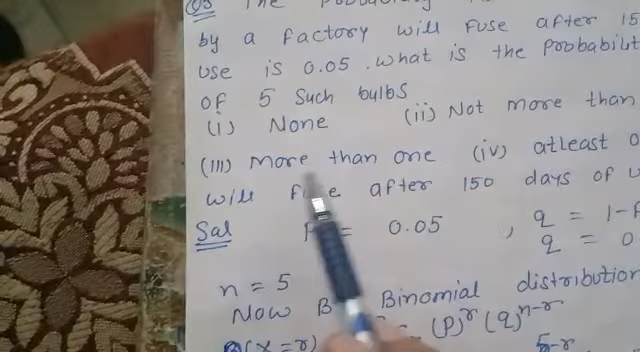 Q5 The
by a factory will fuse after 15
use is 0.05 . what is the Probabilit
of 5 Such bulbs
(i) None (ii) Not more than
(iii) More than one (iv) atleast o
will fuse after 150 days of u
Sol P = 0.05 , q = 1-P
q = 0
n = 5
Now Binomial distribution
(x=r) = (P)^r (q)^n-r
5-r